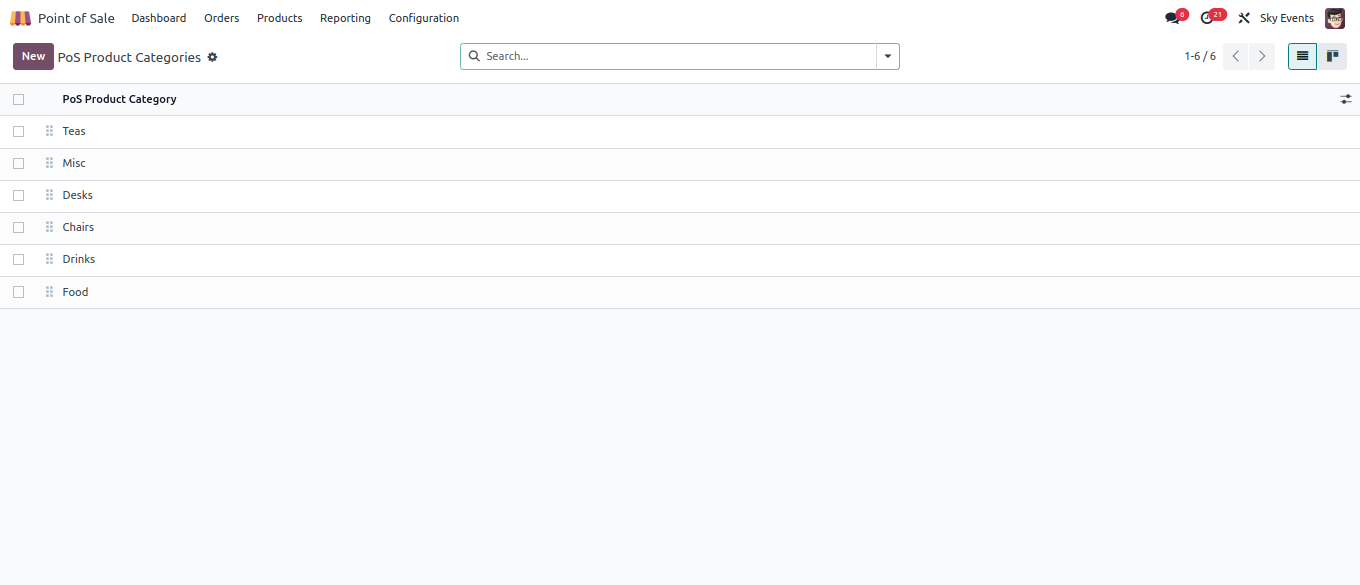 Point of Sale Dashboard Orders Products Reporting Configuration 6 21 Sky Events
New PoS Product Categories Search... 1-6 / 6
PoS Product Category
Teas
Misc
Desks
Chairs
Drinks
Food